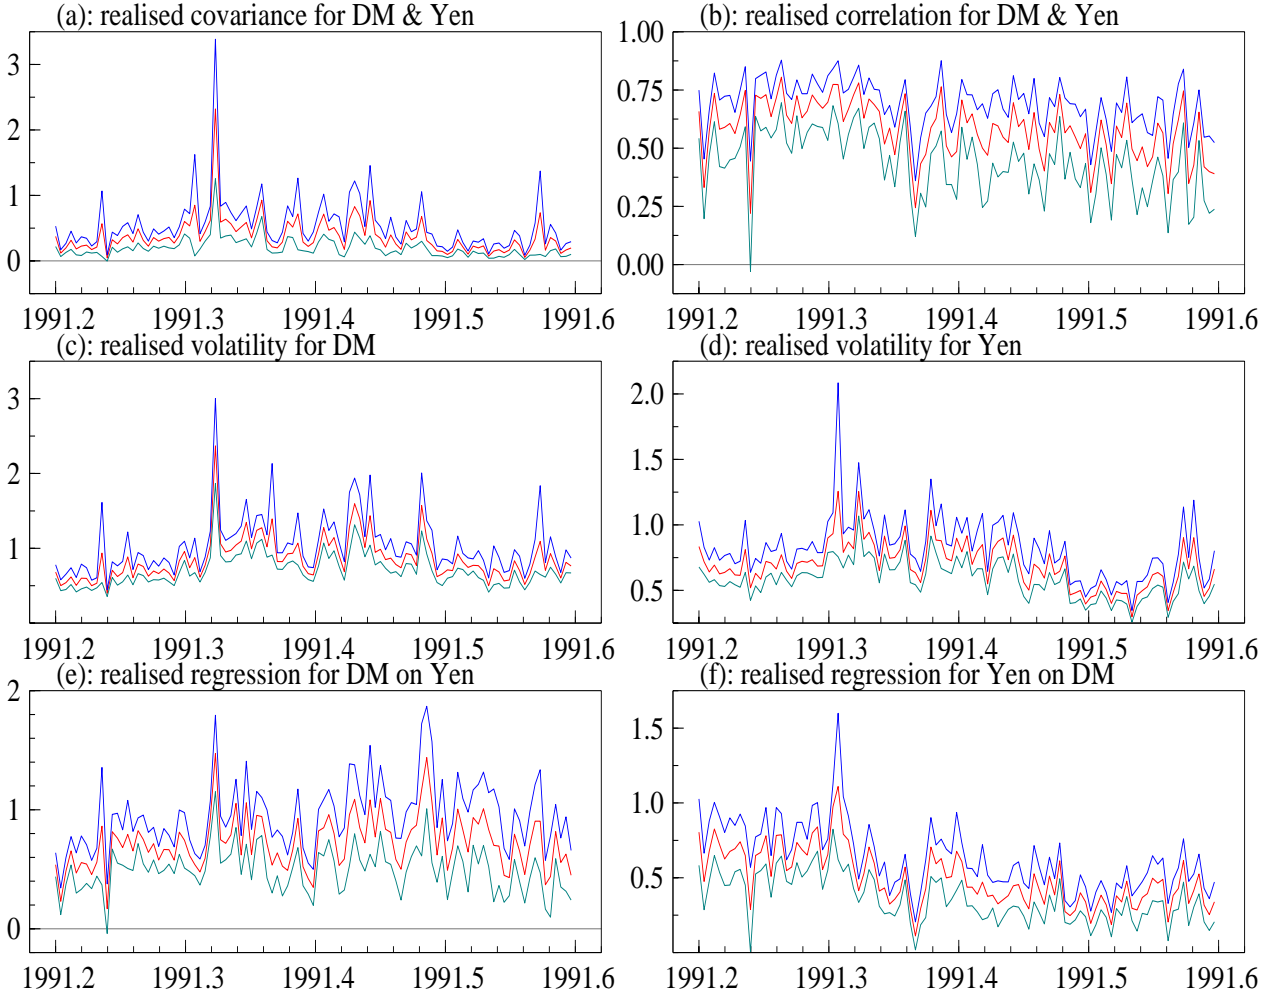 (a): realised covariance for DM & Yen
3
2
1
0
1991.2 1991.3 1991.4 1991.5 1991.6
(b): realised correlation for DM & Yen
1.00
0.75
0.50
0.25
0.00
1991.2 1991.3 1991.4 1991.5 1991.6
(c): realised volatility for DM
3
2
1
1991.2 1991.3 1991.4 1991.5 1991.6
(d): realised volatility for Yen
2.0
1.5
1.0
0.5
1991.2 1991.3 1991.4 1991.5 1991.6
(e): realised regression for DM on Yen
2
1
0
1991.2 1991.3 1991.4 1991.5 1991.6
(f): realised regression for Yen on DM
1.5
1.0
0.5
1991.2 1991.3 1991.4 1991.5 1991.6